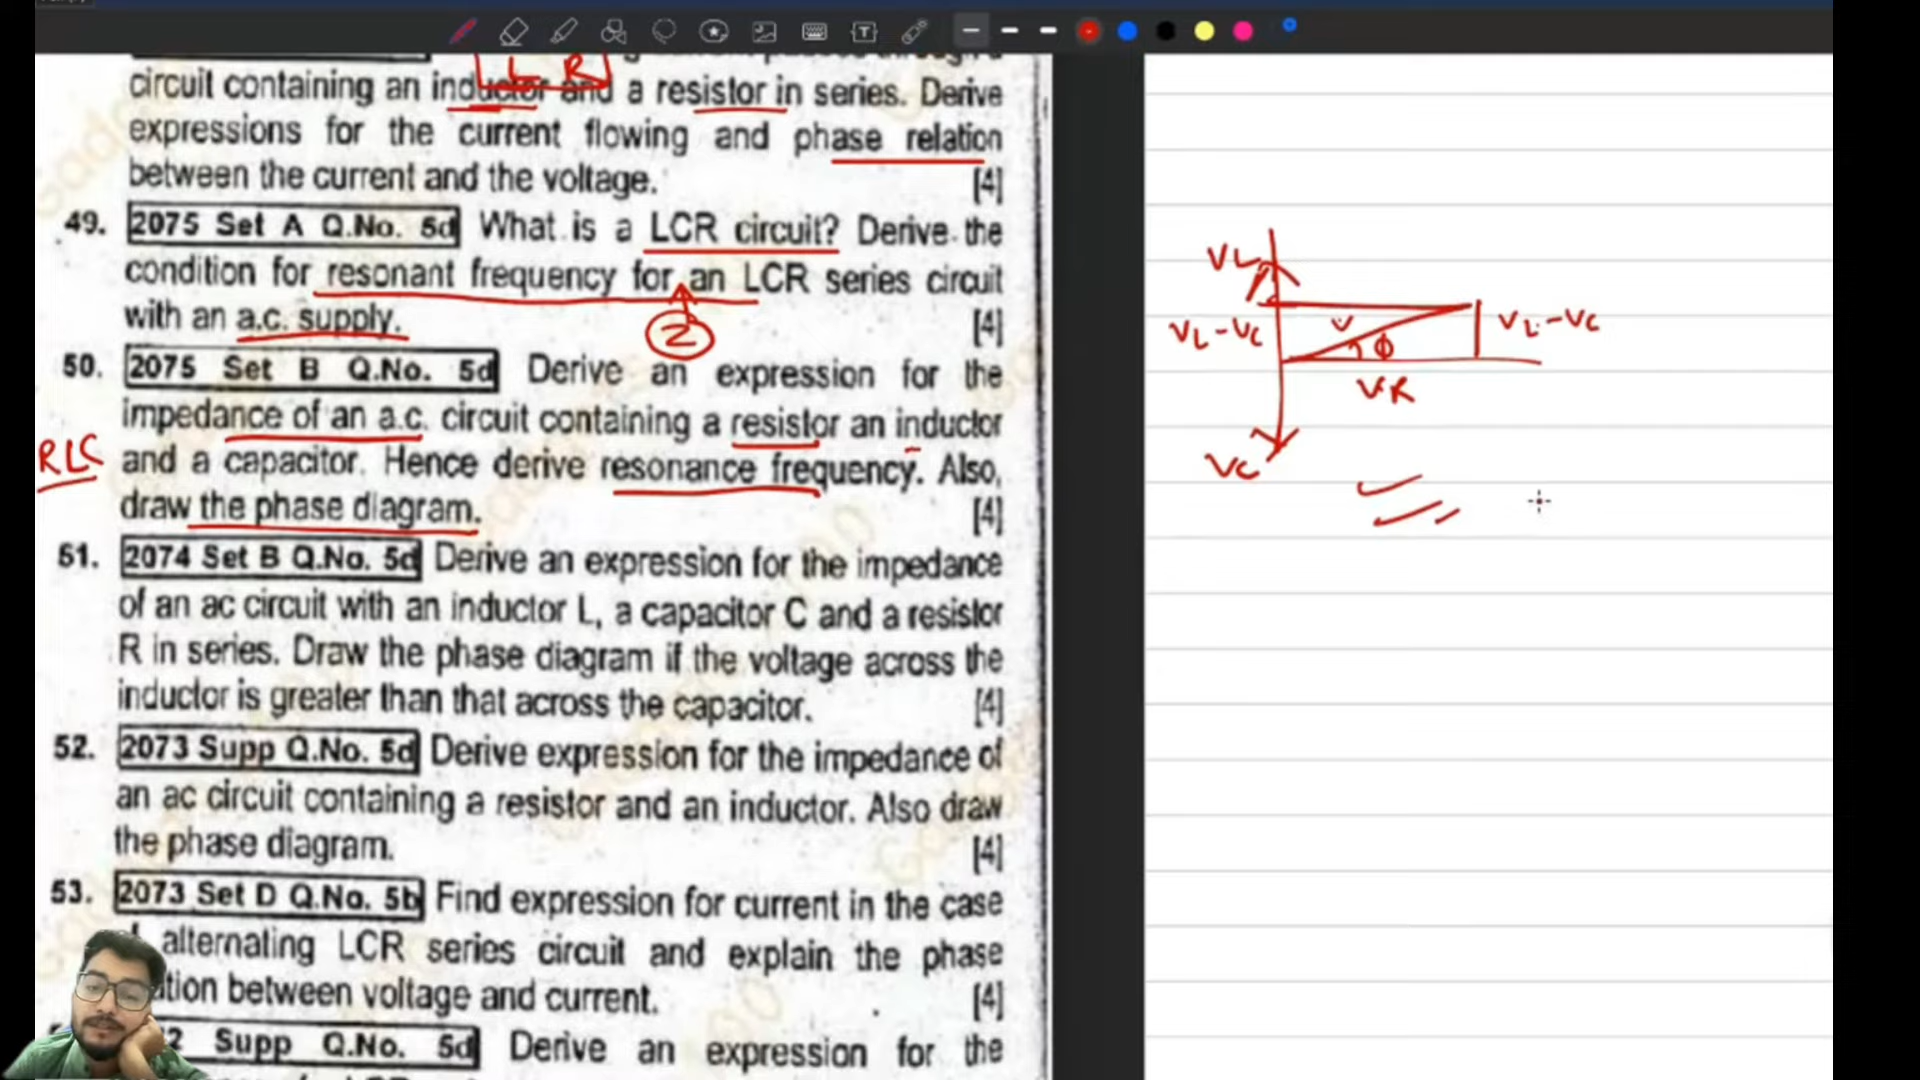 L R
circuit containing an inductor and a resistor in series. Derive
expressions for the current flowing and phase relation
between the current and the voltage. [4]
49. 2075 Set A Q.No. 5d What is a LCR circuit? Derive the
condition for resonant frequency for an LCR series circuit
with an a.c. supply. [4]
2
50. 2075 Set B Q.No. 5d Derive an expression for the
impedance of an a.c. circuit containing a resistor an inductor
RLC and a capacitor. Hence derive resonance frequency. Also,
draw the phase diagram. [4]
51. 2074 Set B Q.No. 5d Derive an expression for the impedance
of an ac circuit with an inductor L, a capacitor C and a resistor
R in series. Draw the phase diagram if the voltage across the
inductor is greater than that across the capacitor. [4]
52. 2073 Supp Q.No. 5d Derive expression for the impedance of
an ac circuit containing a resistor and an inductor. Also draw
the phase diagram. [4]
53. 2073 Set D Q.No. 5b Find expression for current in the case
alternating LCR series circuit and explain the phase
between voltage and current. [4]
Supp Q.No. 5d Derive an expression for the
VL
VL-VC
V
ϕ
VL-VC
VR
VC